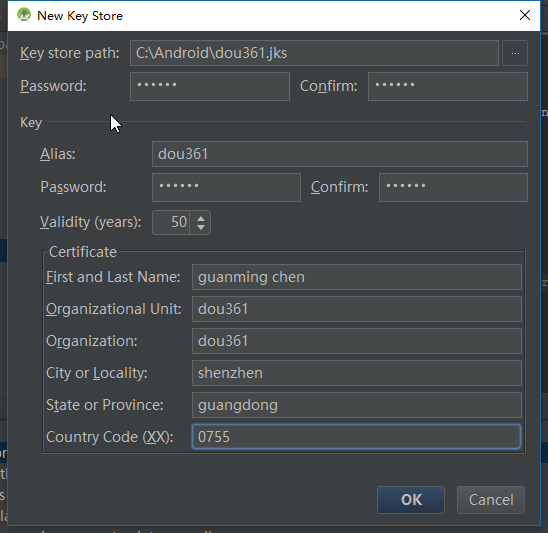 New Key Store
Key store path: C:\Android\dou361.jks ...
Password: •••••• Confirm: ••••••
Key
Alias: dou361
Password: •••••• Confirm: ••••••
Validity (years): 50
Certificate
First and Last Name: guanming chen
Organizational Unit: dou361
Organization: dou361
City or Locality: shenzhen
State or Province: guangdong
Country Code (XX): 0755
OK Cancel